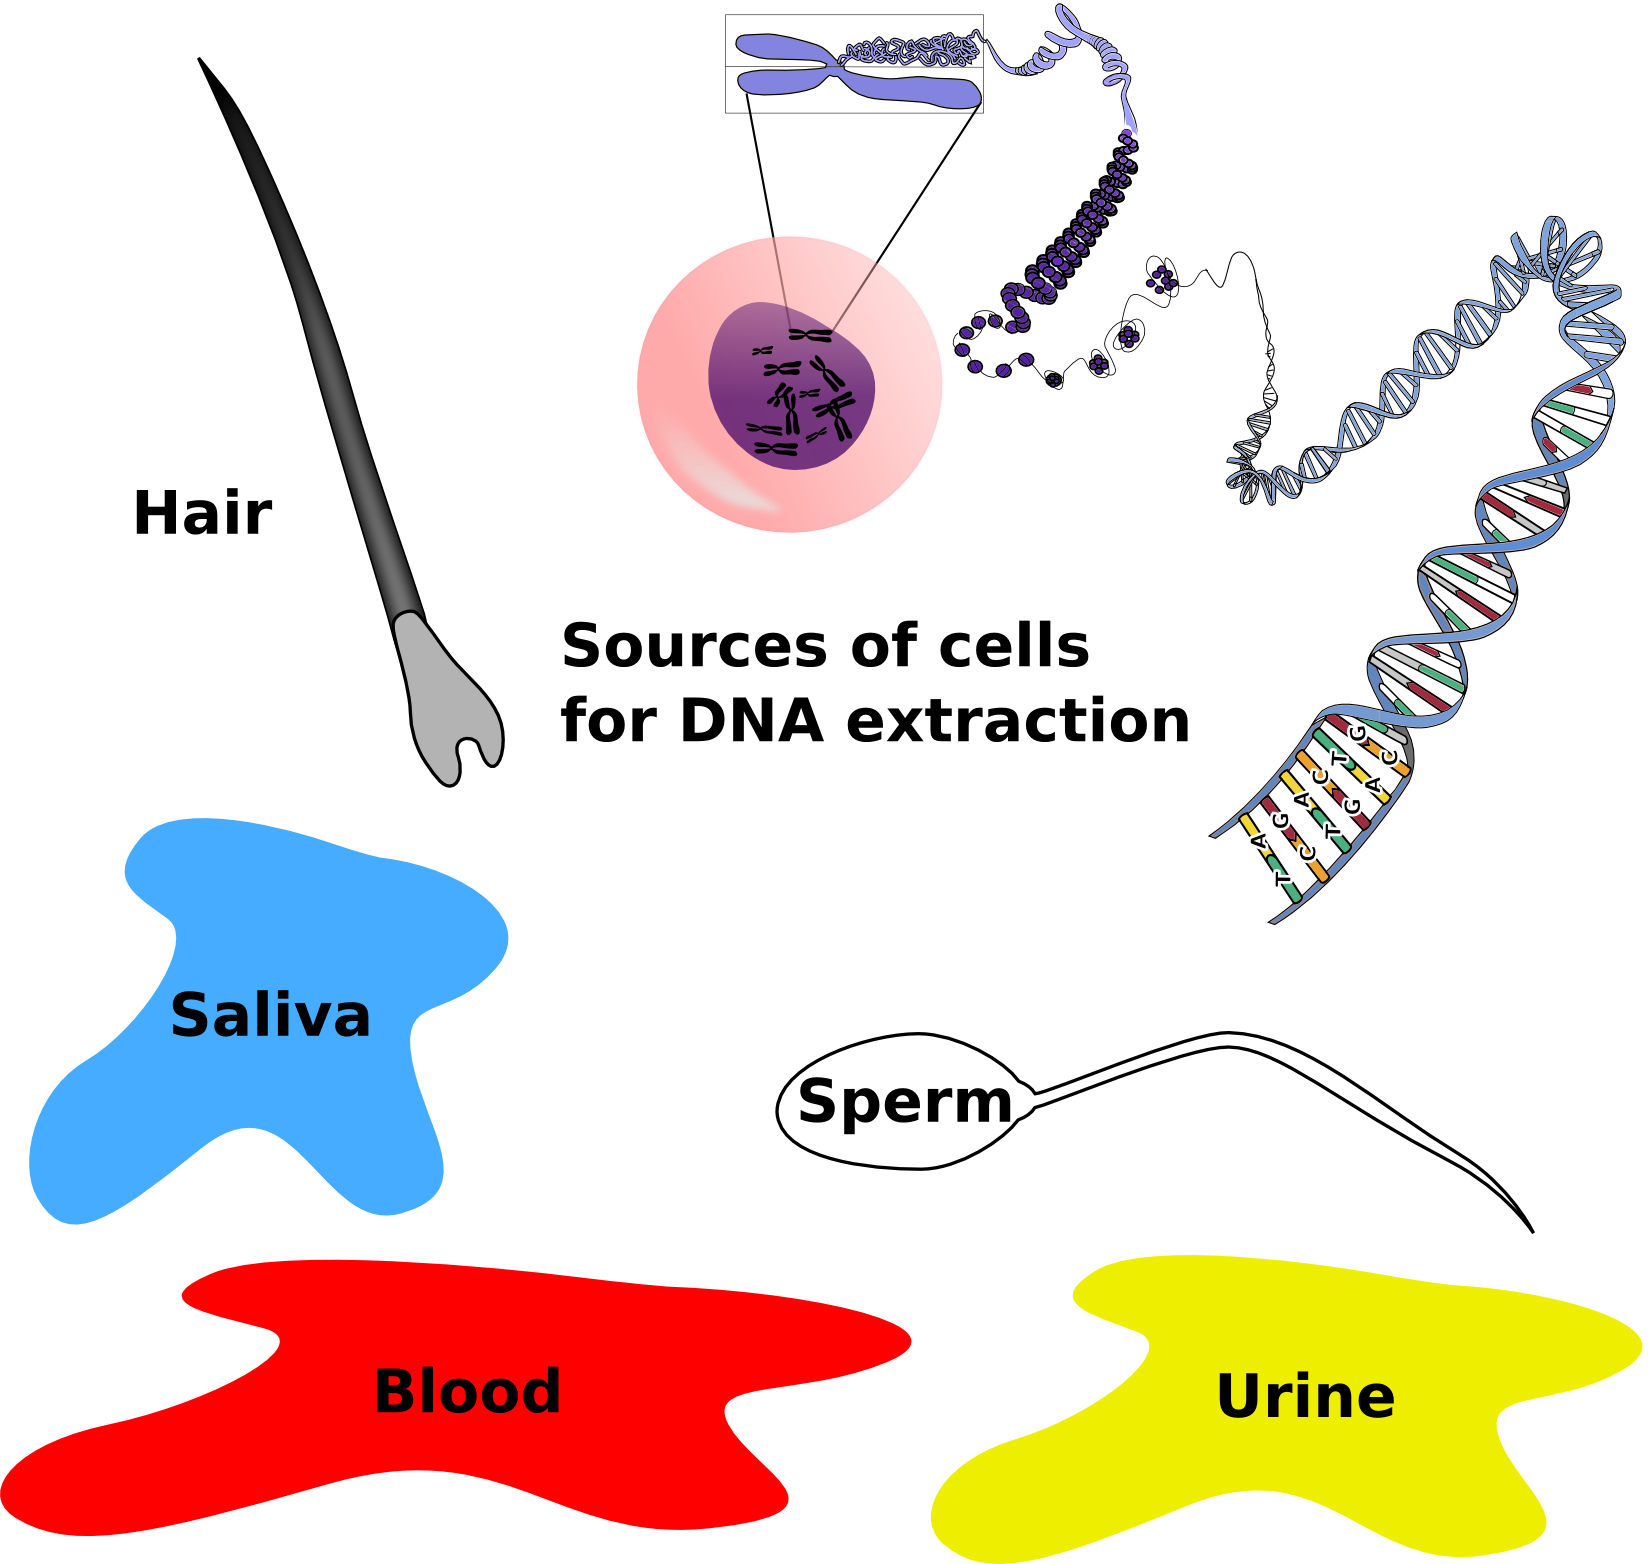 Hair
Sources of cells
for DNA extraction
A G A C T G
T C T G A C
Saliva
Sperm
Blood
Urine